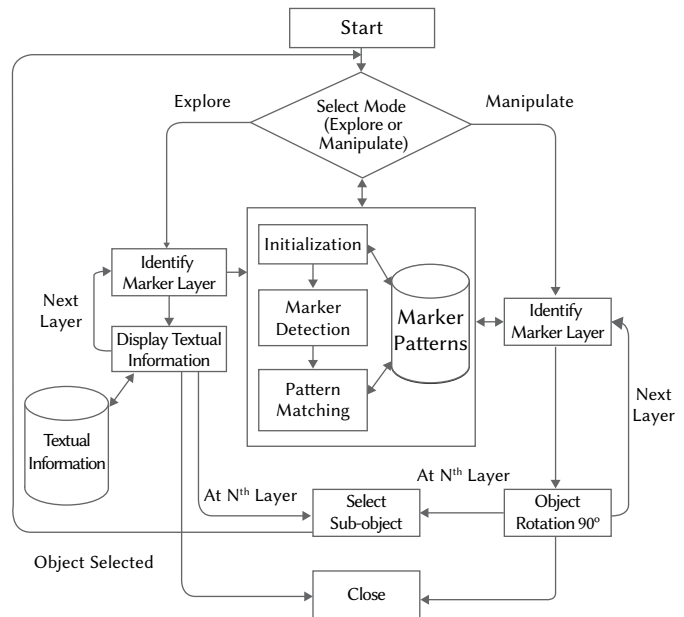 Start
Explore
Select Mode
(Explore or
Manipulate)
Manipulate
Initialization
Marker
Detection
Pattern
Matching
Marker
Patterns
Identify
Marker Layer
Next
Layer
Display Textual
Information
Textual
Information
Identify
Marker Layer
Next
Layer
At Nth Layer
Select
Sub-object
At Nth Layer
Object
Rotation 90º
Object Selected
Close